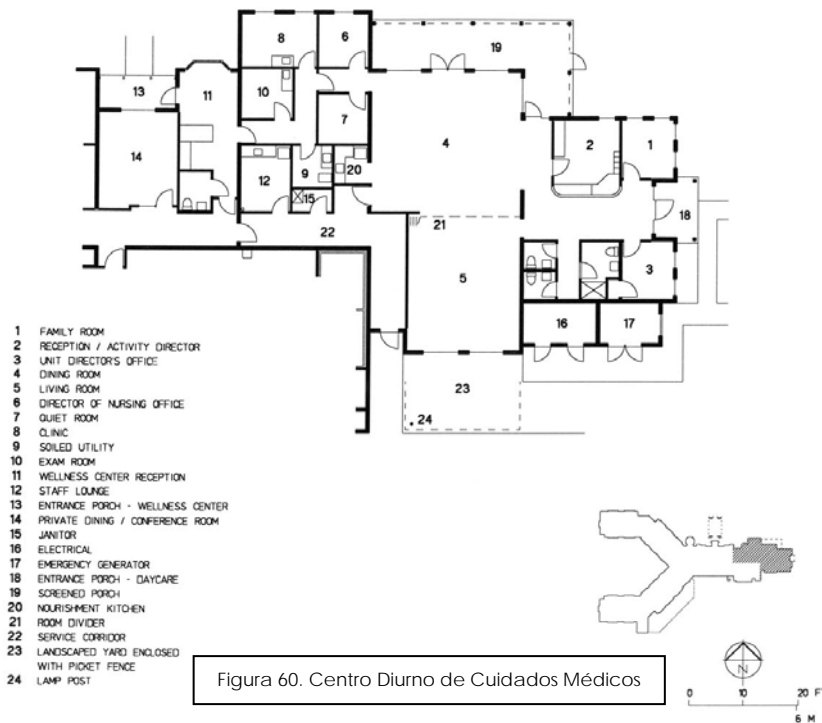 8
6
19
13
11
10
7
4
2
1
14
12
9
20
15
18
21
22
5
3
16
17
23
24
1 FAMILY ROOM
2 RECEPTION / ACTIVITY DIRECTOR
3 UNIT DIRECTOR'S OFFICE
4 DINING ROOM
5 LIVING ROOM
6 DIRECTOR OF NURSING OFFICE
7 QUIET ROOM
8 CLINIC
9 SOILED UTILITY
10 EXAM ROOM
11 WELLNESS CENTER RECEPTION
12 STAFF LOUNGE
13 ENTRANCE PORCH - WELLNESS CENTER
14 PRIVATE DINING / CONFERENCE ROOM
15 JANITOR
16 ELECTRICAL
17 EMERGENCY GENERATOR
18 ENTRANCE PORCH - DAYCARE
19 SCREENED PORCH
20 NOURISHMENT KITCHEN
21 ROOM DIVIDER
22 SERVICE CORRIDOR
23 LANDSCAPED YARD ENCLOSED
WITH PICKET FENCE
24 LAMP POST
Figura 60. Centro Diurno de Cuidados Médicos
N
0 10 20 F
6 M